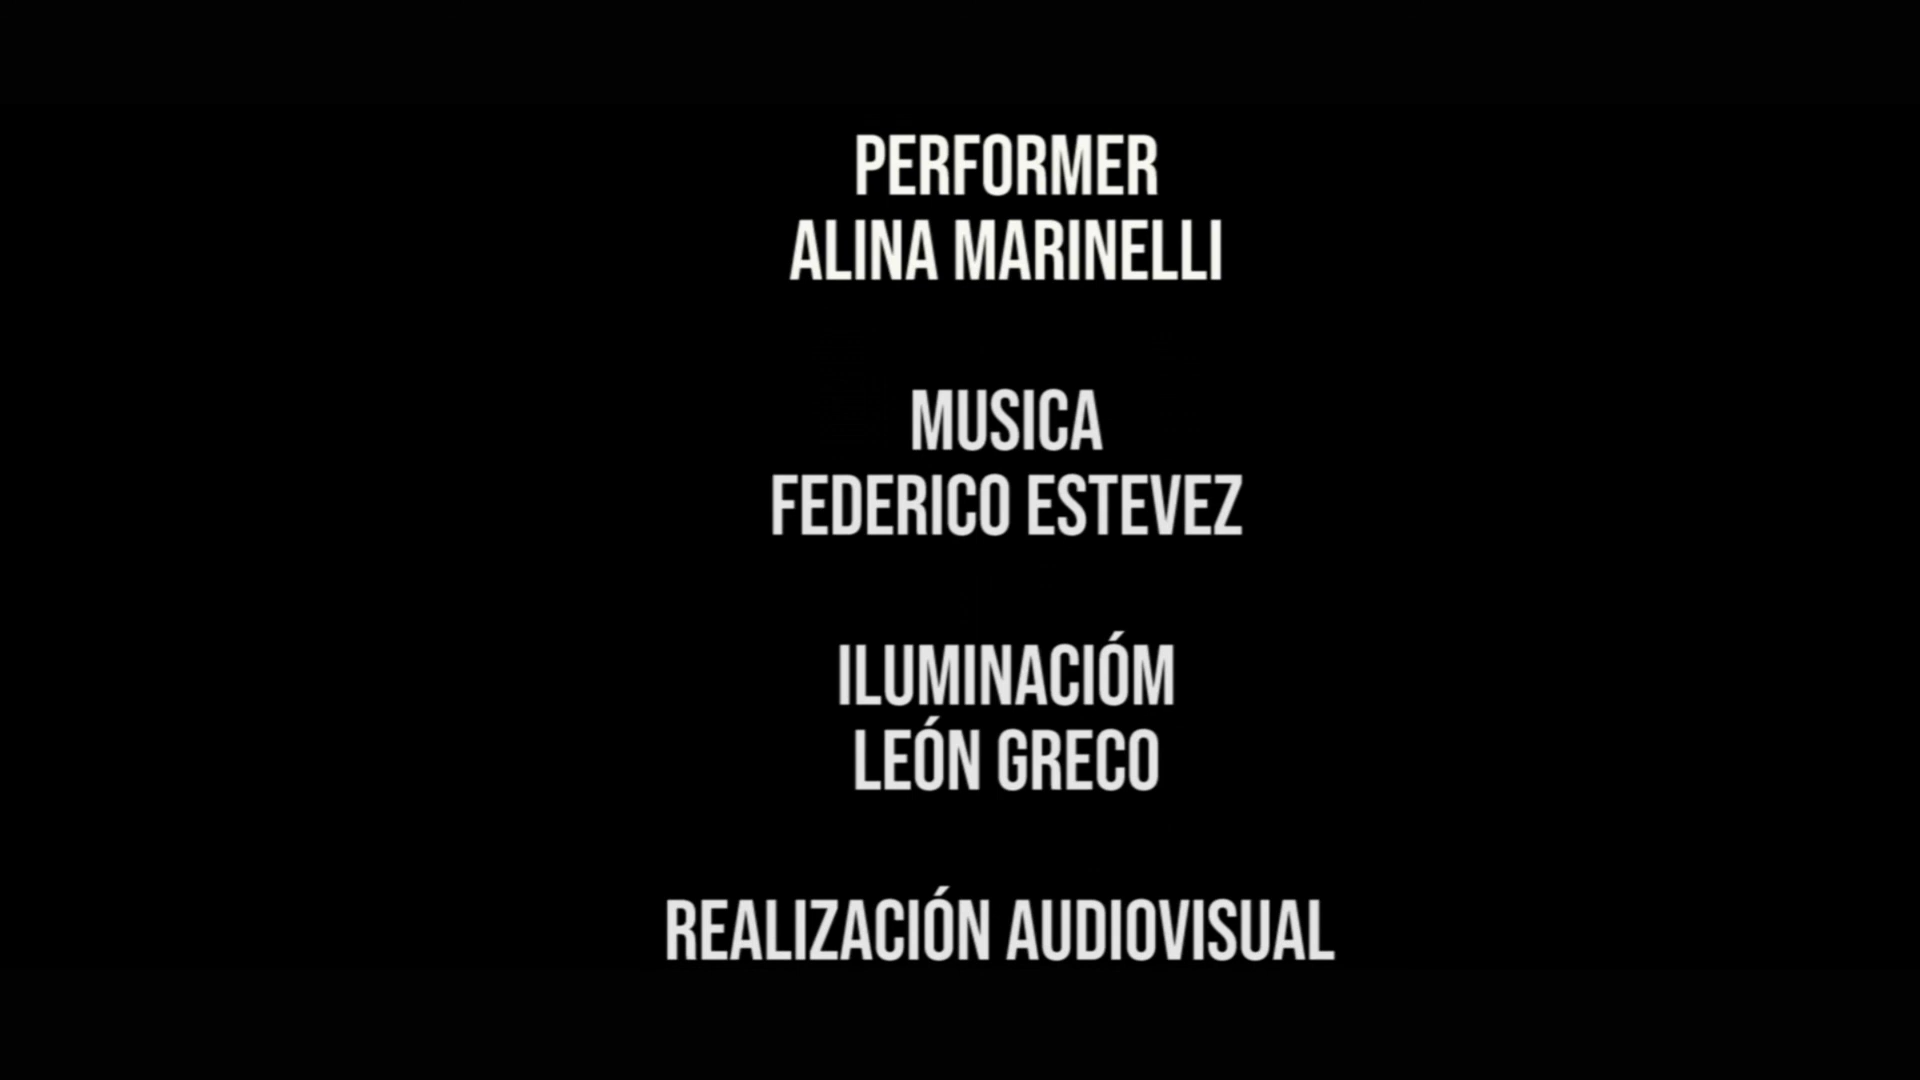 PERFORMER
ALINA MARINELLI
MUSICA
FEDERICO ESTEVEZ
ILUMINACIÓM
LEÓN GRECO
REALIZACIÓN AUDIOVISUAL